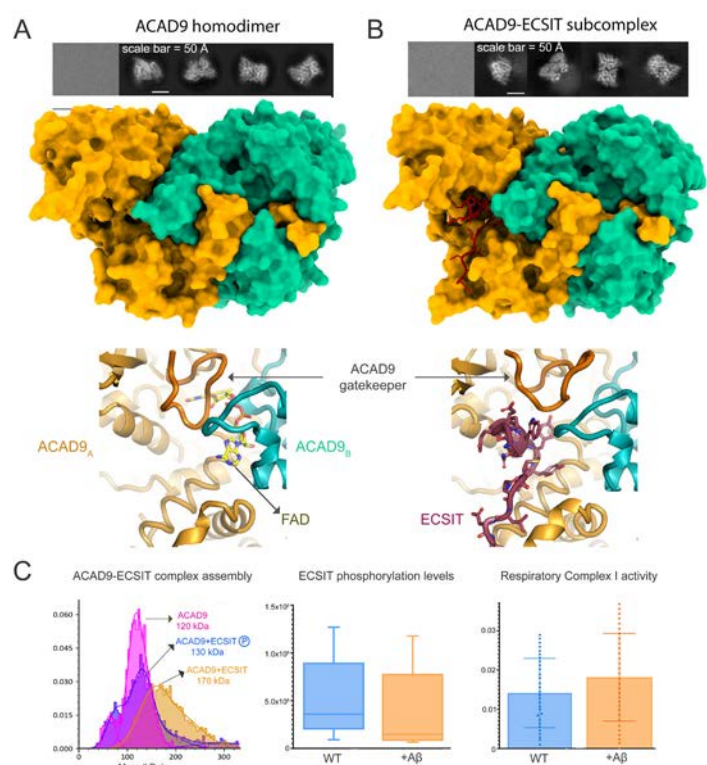 A
ACAD9 homodimer
scale bar = 50 Å
B
ACAD9-ECSIT subcomplex
scale bar = 50 Å
ACAD9
gatekeeper
ACAD9A
ACAD9B
FAD
ECSIT
C
ACAD9-ECSIT complex assembly
ECSIT phosphorylation levels
Respiratory Complex I activity
0.060
0.045
0.030
0.015
0.000
0
100
200
300
ACAD9
120 kDa
ACAD9+ECSIT P
130 kDa
ACAD9+ECSIT
170 kDa
0
WT
+Aβ
0.03
0.02
0.01
0
WT
+Aβ